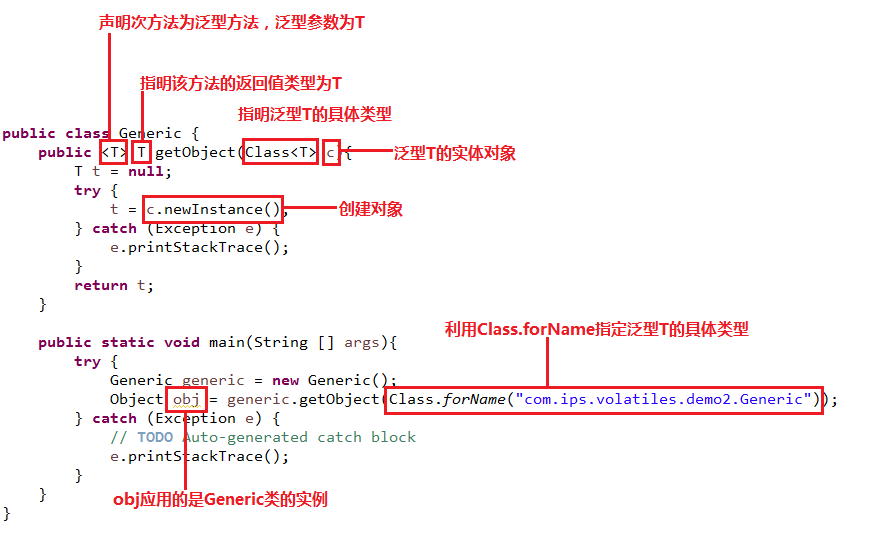 声明次方法为泛型方法，泛型参数为T
指明该方法的返回值类型为T
指明泛型T的具体类型
public class Generic {
public <T> T getObject(Class<T> c){
泛型T的实体对象
T t = null;
try {
t = c.newInstance();
创建对象
} catch (Exception e) {
e.printStackTrace();
}
return t;
}
利用Class.forName指定泛型T的具体类型
public static void main(String [] args){
try {
Generic generic = new Generic();
Object obj = generic.getObject(Class.forName("com.ips.volatiles.demo2.Generic"));
} catch (Exception e) {
// TODO Auto-generated catch block
e.printStackTrace();
}
obj应用的是Generic类的实例
}
}